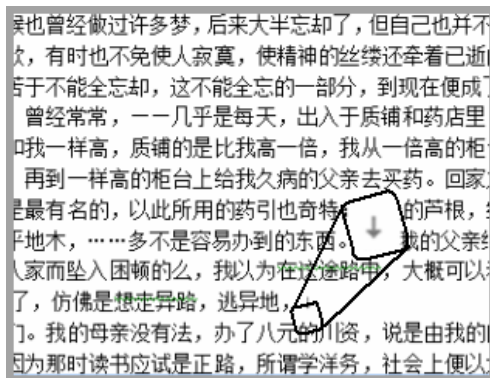 也曾经做过许多梦，后来大半忘却了，但自己也并不
，有时也不免使人寂寞，使精神的丝缕还牵着已逝
苦于不能全忘却，这不能全忘的一部分，到现在便成
曾经常常，－－几乎是每天，出入于质铺和药店里
和我一样高，质铺的是比我高一倍，我从一倍高的柜
再到一样高的柜台上给我久病的父亲去买药。回家
是最有名的，以此所用的药引也奇特 的芦根，
平地木，……多不是容易办到的东西。 我的父亲
人家而坠入困顿的么，我以为在这途路中，大概可以
了，仿佛是想走异路，逃异地，
们。我的母亲没有法，办了八元的川资，说是由我的
因为那时读书应试是正路，所谓学洋务，社会上便以